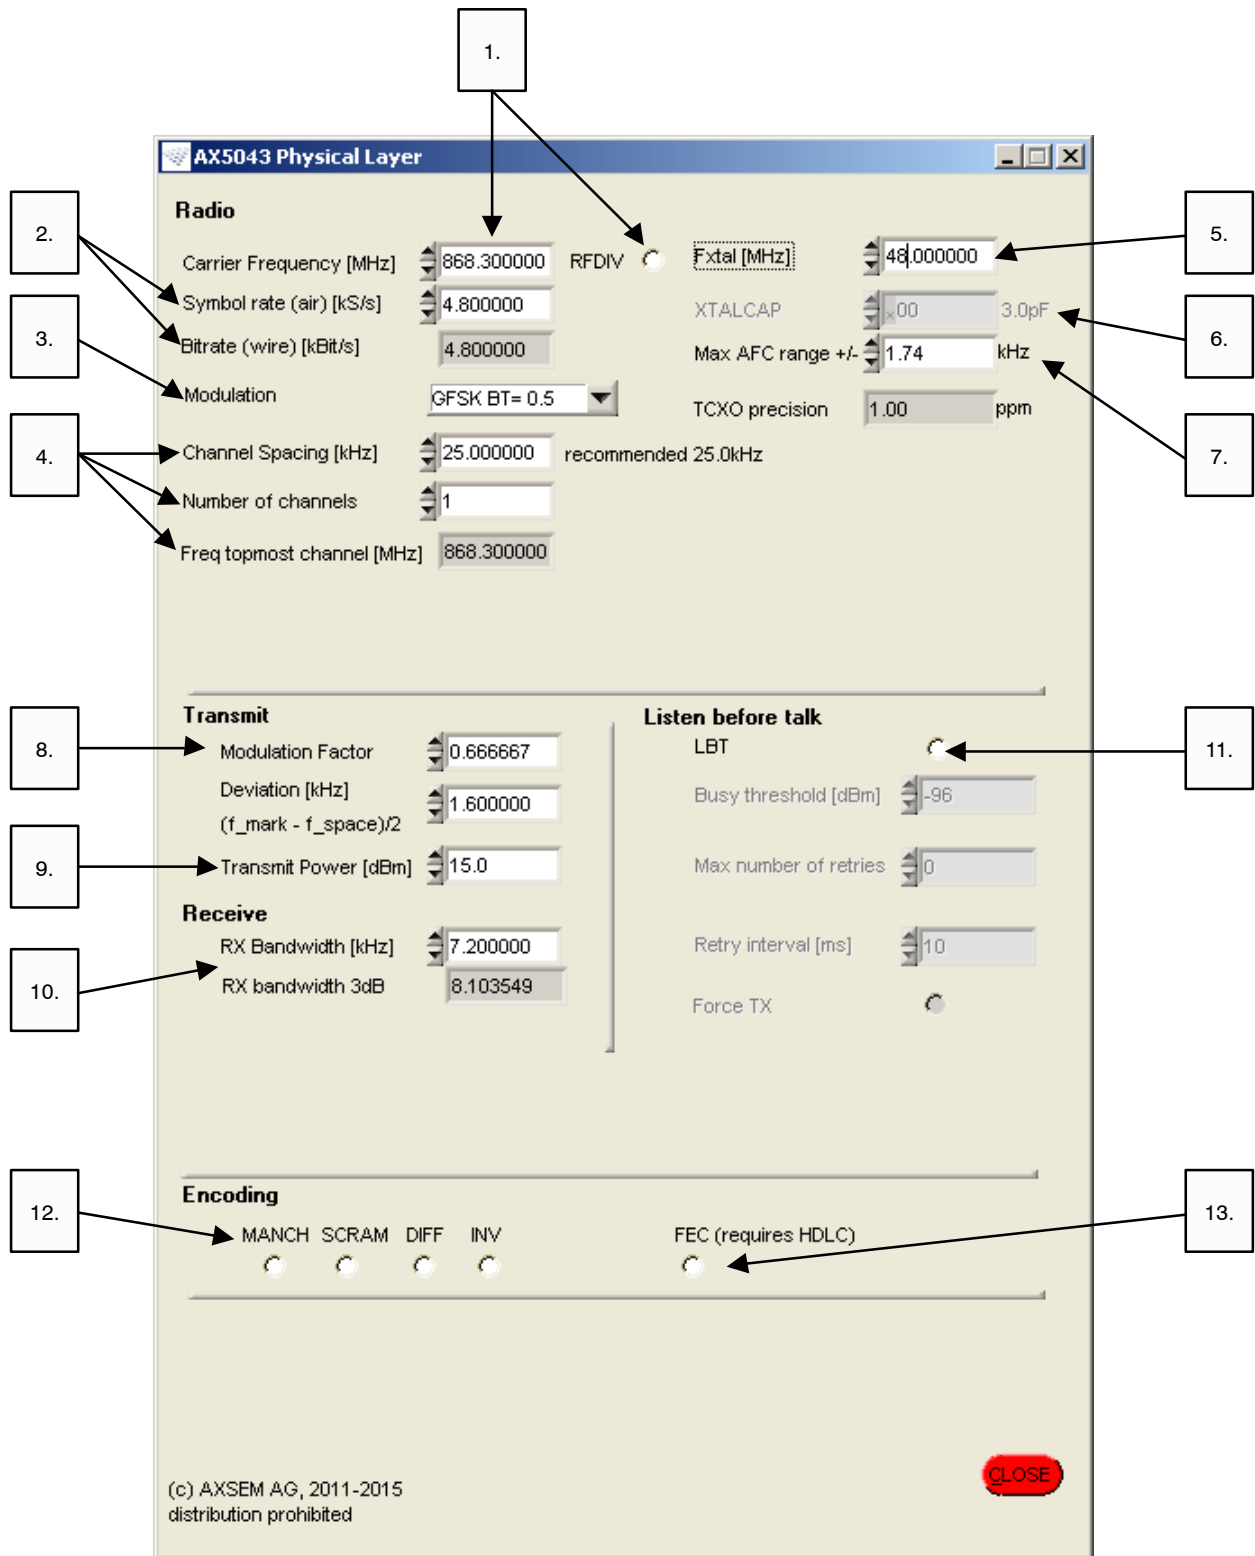 1.
AX5043 Physical Layer
Radio
2.
5.
Carrier Frequency [MHz] 868.300000 RFDIV Fxtal [MHz] 48.000000
Symbol rate (air) [kS/s] 4.800000 XTALCAP x00 3.0pF
3.
6.
Bitrate (wire) [kBit/s] 4.800000 Max AFC range +/- 1.74 kHz
Modulation GFSK BT= 0.5 TCXO precision 1.00 ppm
4.
7.
Channel Spacing [kHz] 25.000000 recommended 25.0kHz
Number of channels 1
Freq topmost channel [MHz] 868.300000
Transmit
8.
Modulation Factor 0.666667
Deviation [kHz]
(f_mark - f_space)/2 1.600000
9.
Transmit Power [dBm] 15.0
Receive
RX Bandwidth [kHz] 7.200000
10.
RX bandwidth 3dB 8.103549
Listen before talk
LBT
11.
Busy threshold [dBm] -96
Max number of retries 0
Retry interval [ms] 10
Force TX
Encoding
12.
13.
MANCH SCRAM DIFF INV FEC (requires HDLC)
CLOSE
(c) AXSEM AG, 2011-2015
distribution prohibited